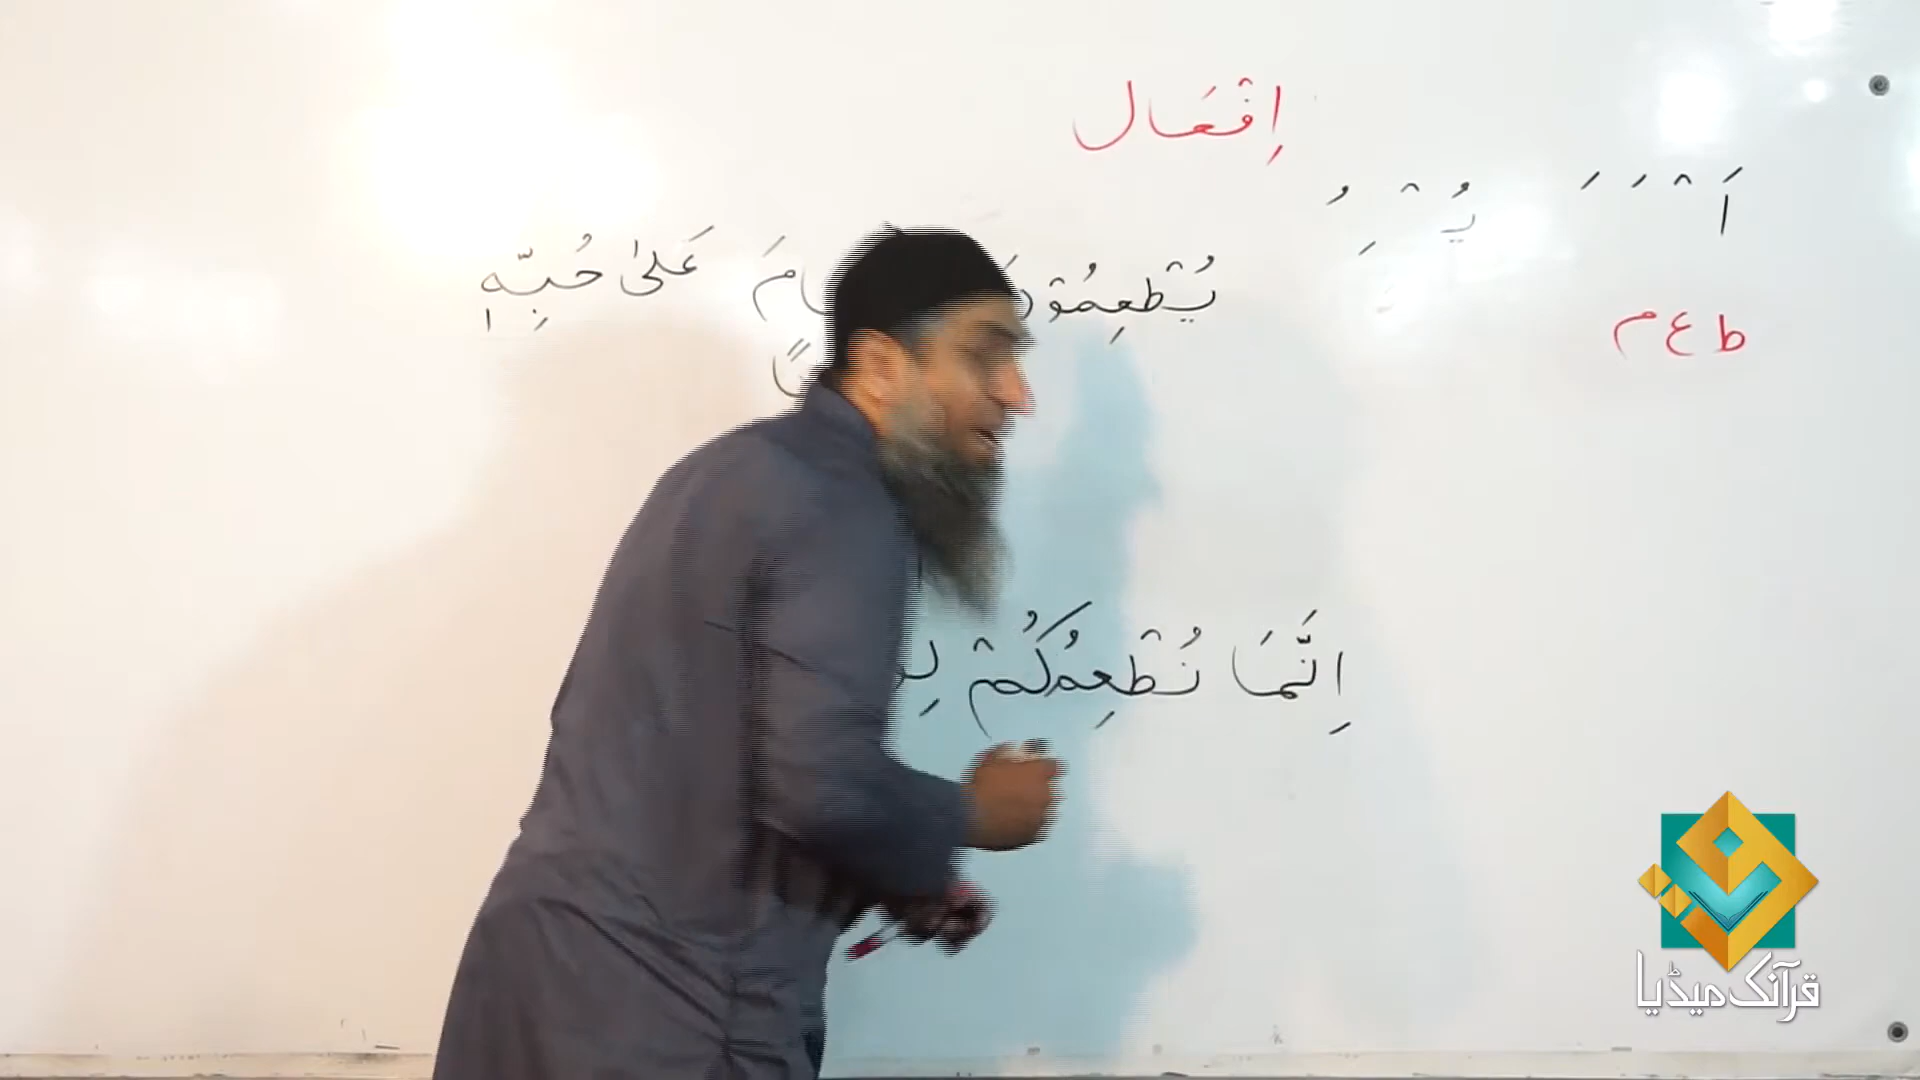 اِفْعَال
اَ ْ َ َ يُ ْ ِ ُ
يُطْعِمُوْ عَلٰى حُبِّهٖ
ط ع م
اِنَّمَا نُطْعِمُكُمْ
قرآنک میڈیا